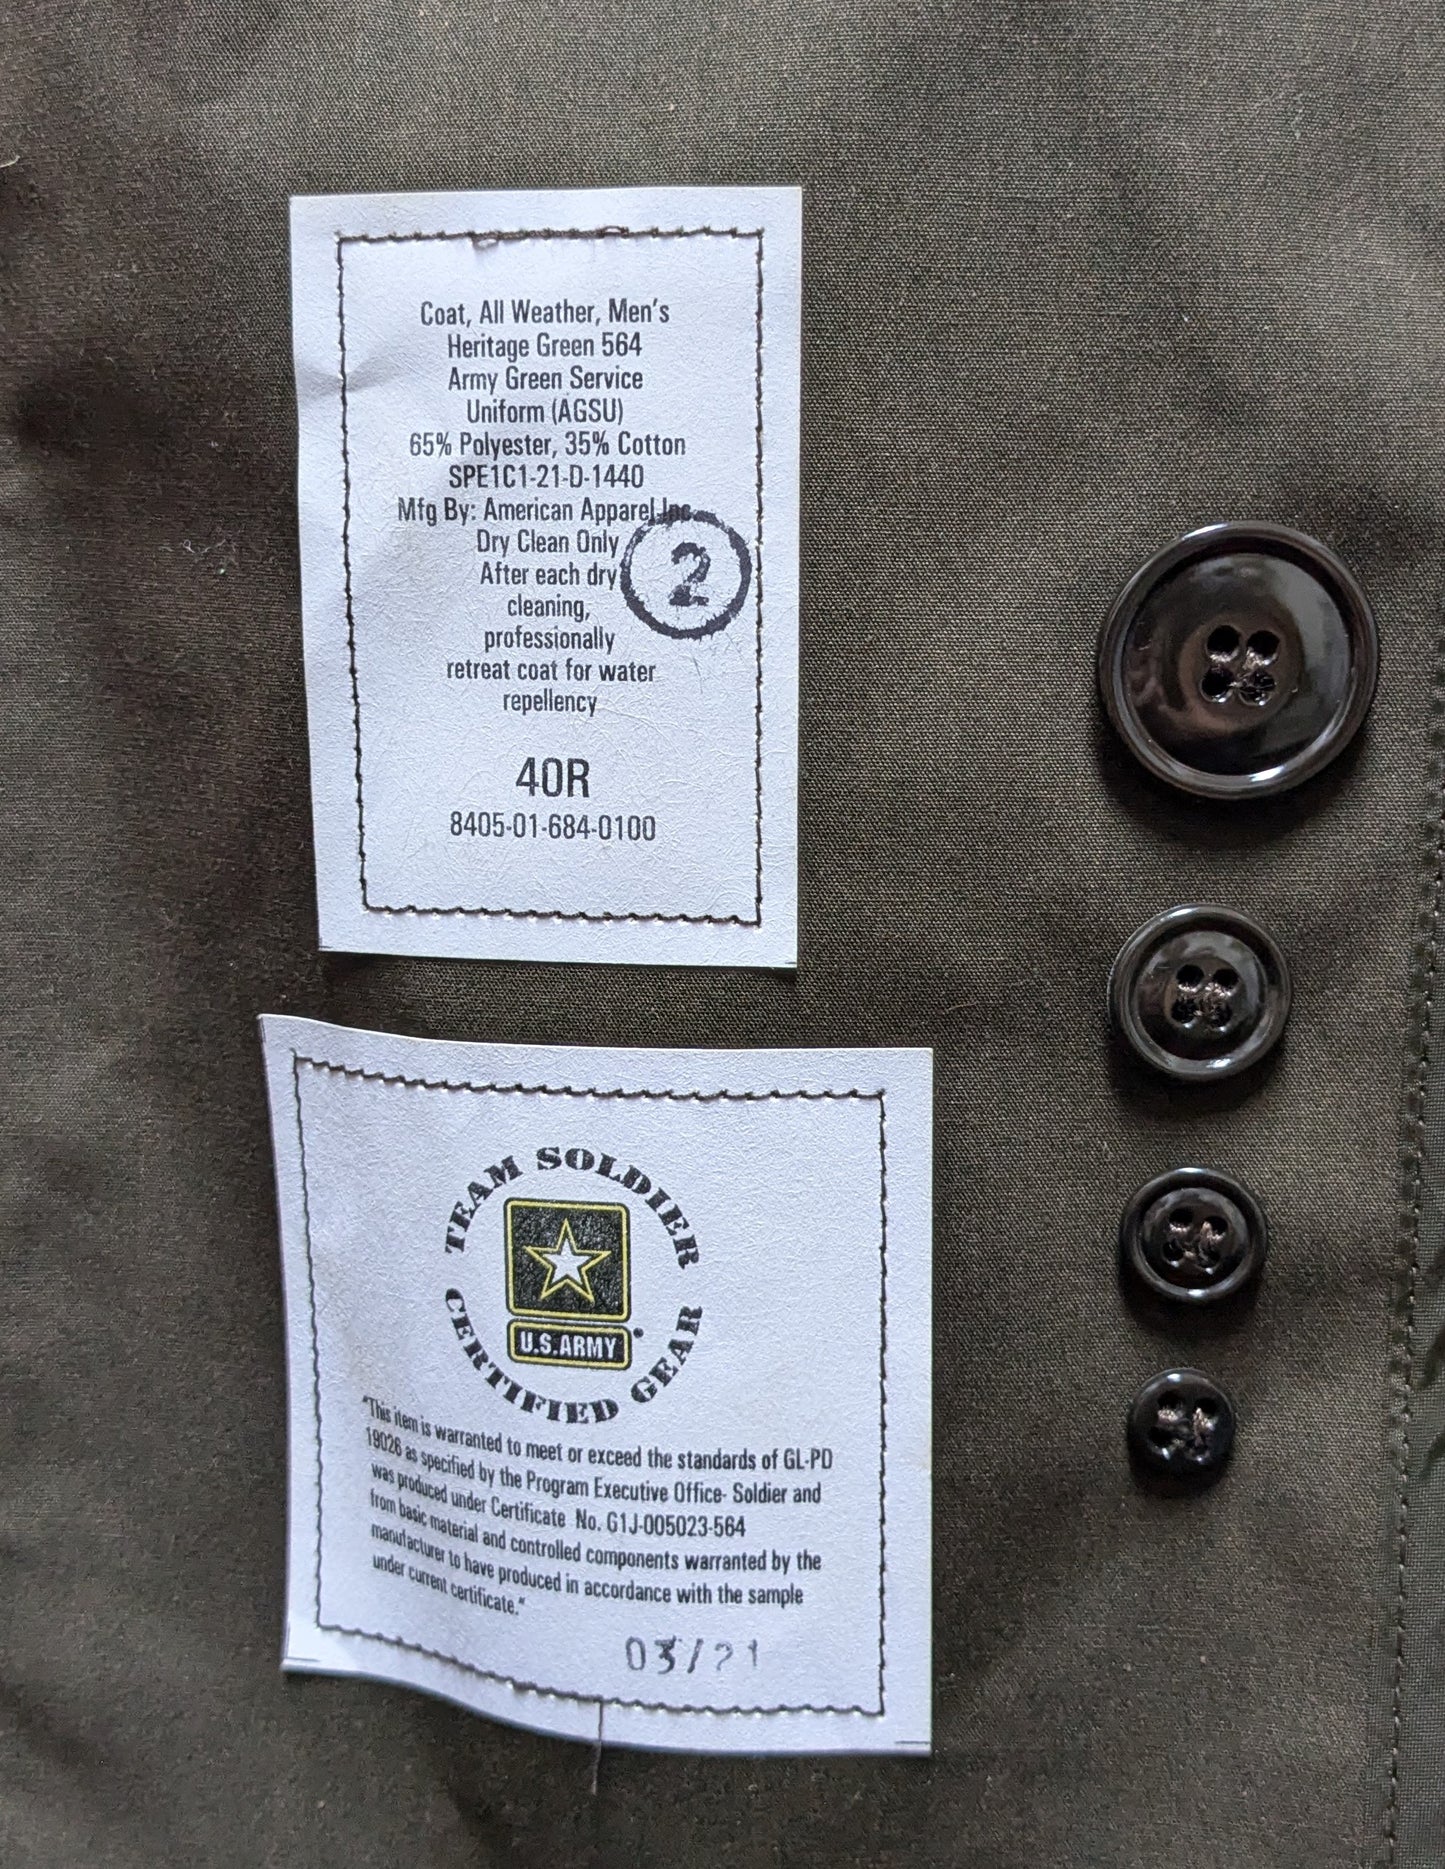 Coat, All Weather, Men's
Heritage Green 564
Army Green Service
Uniform (AGSU)
65% Polyester, 35% Cotton
SPE1C1-21-D-1440
Mfg By: American Apparel Inc.
Dry Clean Only
2
After each dry
cleaning,
professionally
retreat coat for water
repellency
40R
8405-01-684-0100
TEAM SOLDIER
U.S.ARMY
CERTIFIED GEAR
"This item is warranted to meet or exceed the standards of GL-PD
19026 as specified by the Program Executive Office- Soldier and
was produced under Certificate No. G1J-005023-564
from basic material and controlled components warranted by the
manufacturer to have produced in accordance with the sample
under current certificate."
03/21